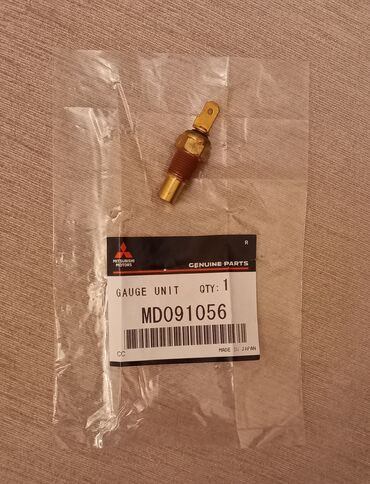 R
MITSUBISHI
MOTORS
GENUINE PARTS
GAUGE UNIT QTY: 1
MD091056
CC MADE IN JAPAN